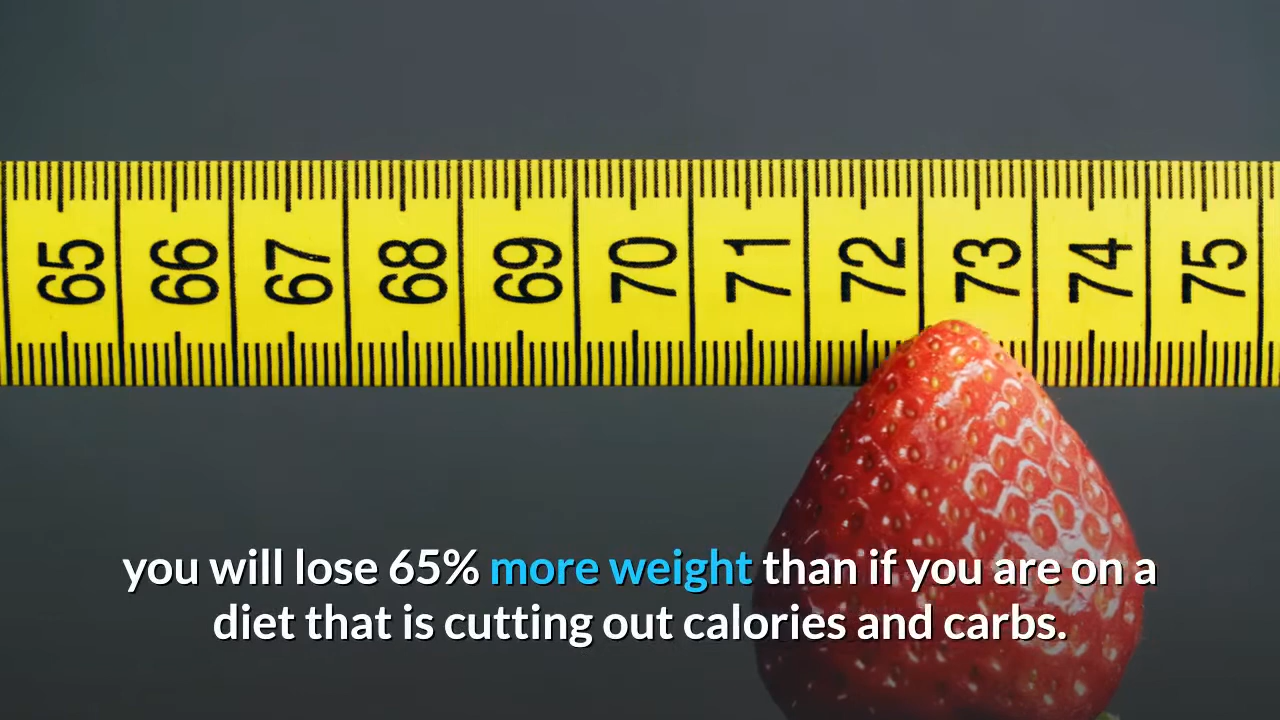 65 66 67 68 69 70 71 72 73 74 75
you will lose 65% more weight than if you are on a
diet that is cutting out calories and carbs.